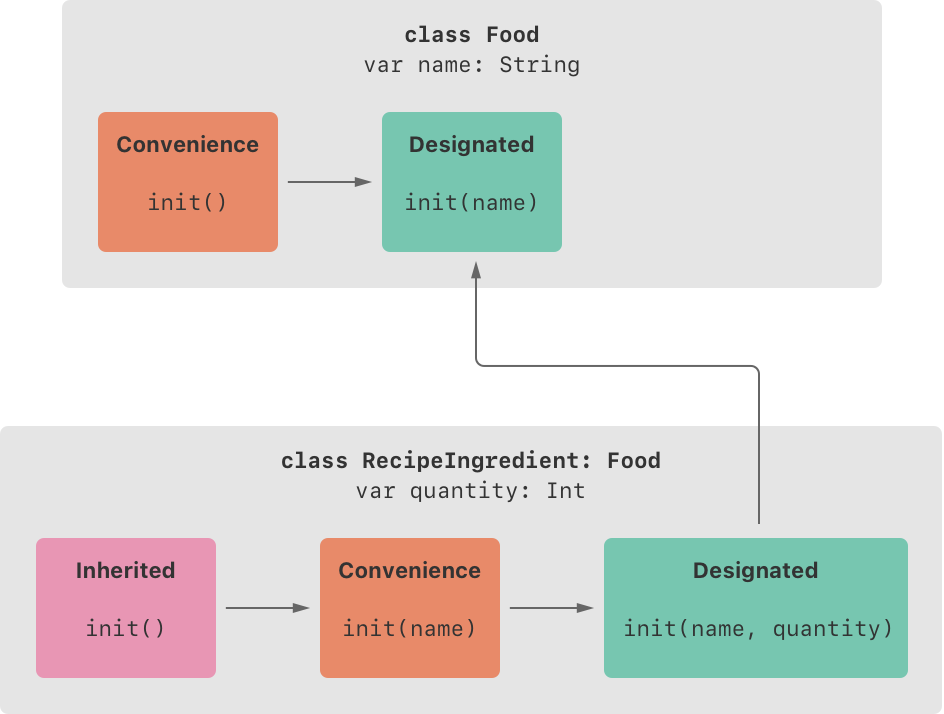 class Food
var name: String
Convenience
init()
Designated
init(name)
class RecipeIngredient: Food
var quantity: Int
Inherited
init()
Convenience
init(name)
Designated
init(name, quantity)